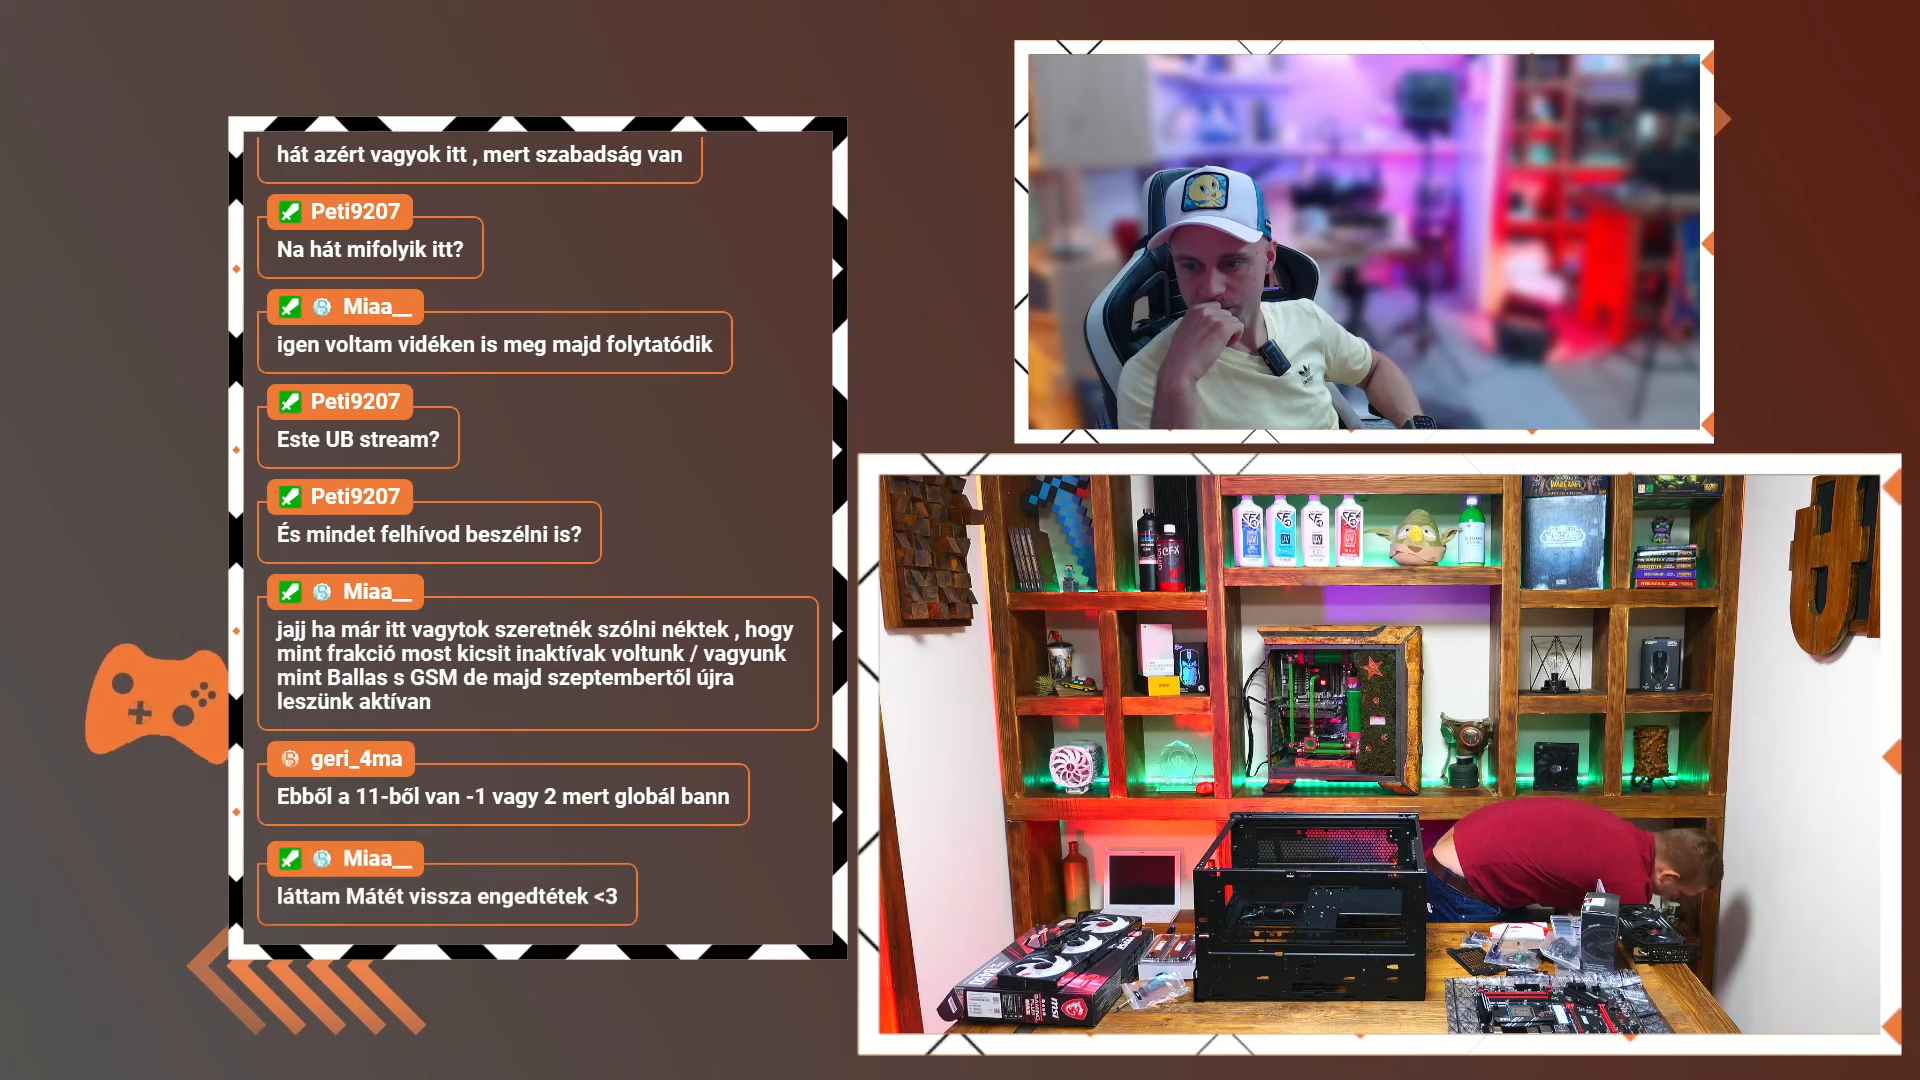 hát azért vagyok itt , mert szabadság van
Peti9207
Na hát mifolyik itt?
Miaa__
igen voltam vidéken is meg majd folytatódik
Peti9207
Este UB stream?
Peti9207
És mindet felhívod beszélni is?
Miaa__
jajj ha már itt vagytok szeretnék szólni néktek , hogy
mint frakció most kicsit inaktívak voltunk / vagyunk
mint Ballas s GSM de majd szeptembertől újra
leszünk aktívan
geri_4ma
Ebből a 11-ből van -1 vagy 2 mert globál bann
Miaa__
láttam Mátét vissza engedtétek <3
WARCRAFT
msi